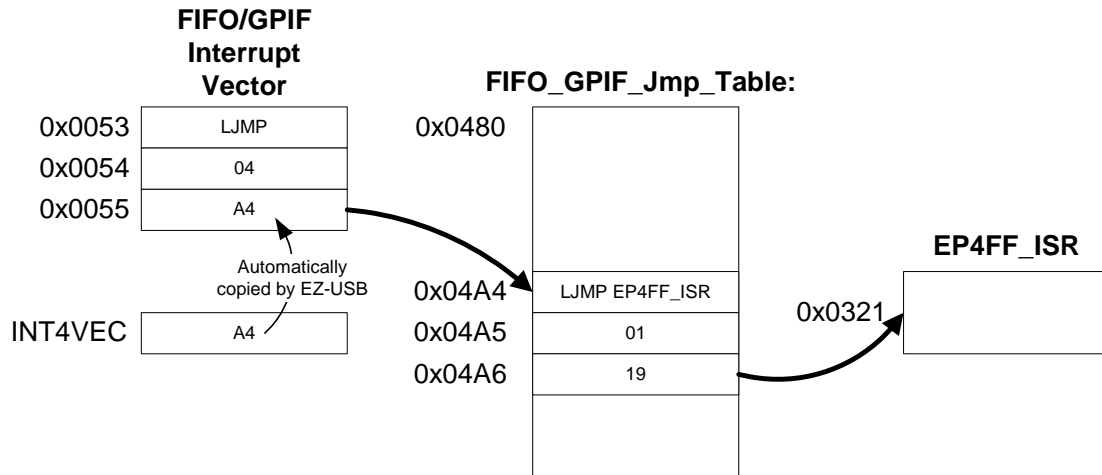 FIFO/GPIF
Interrupt
Vector
FIFO_GPIF_Jmp_Table:
0x0053
LJMP
0x0054
04
0x0055
A4
Automatically
copied by EZ-USB
INT4VEC
A4
0x0480
0x04A4
LJMP EP4FF_ISR
0x04A5
01
0x04A6
19
EP4FF_ISR
0x0321